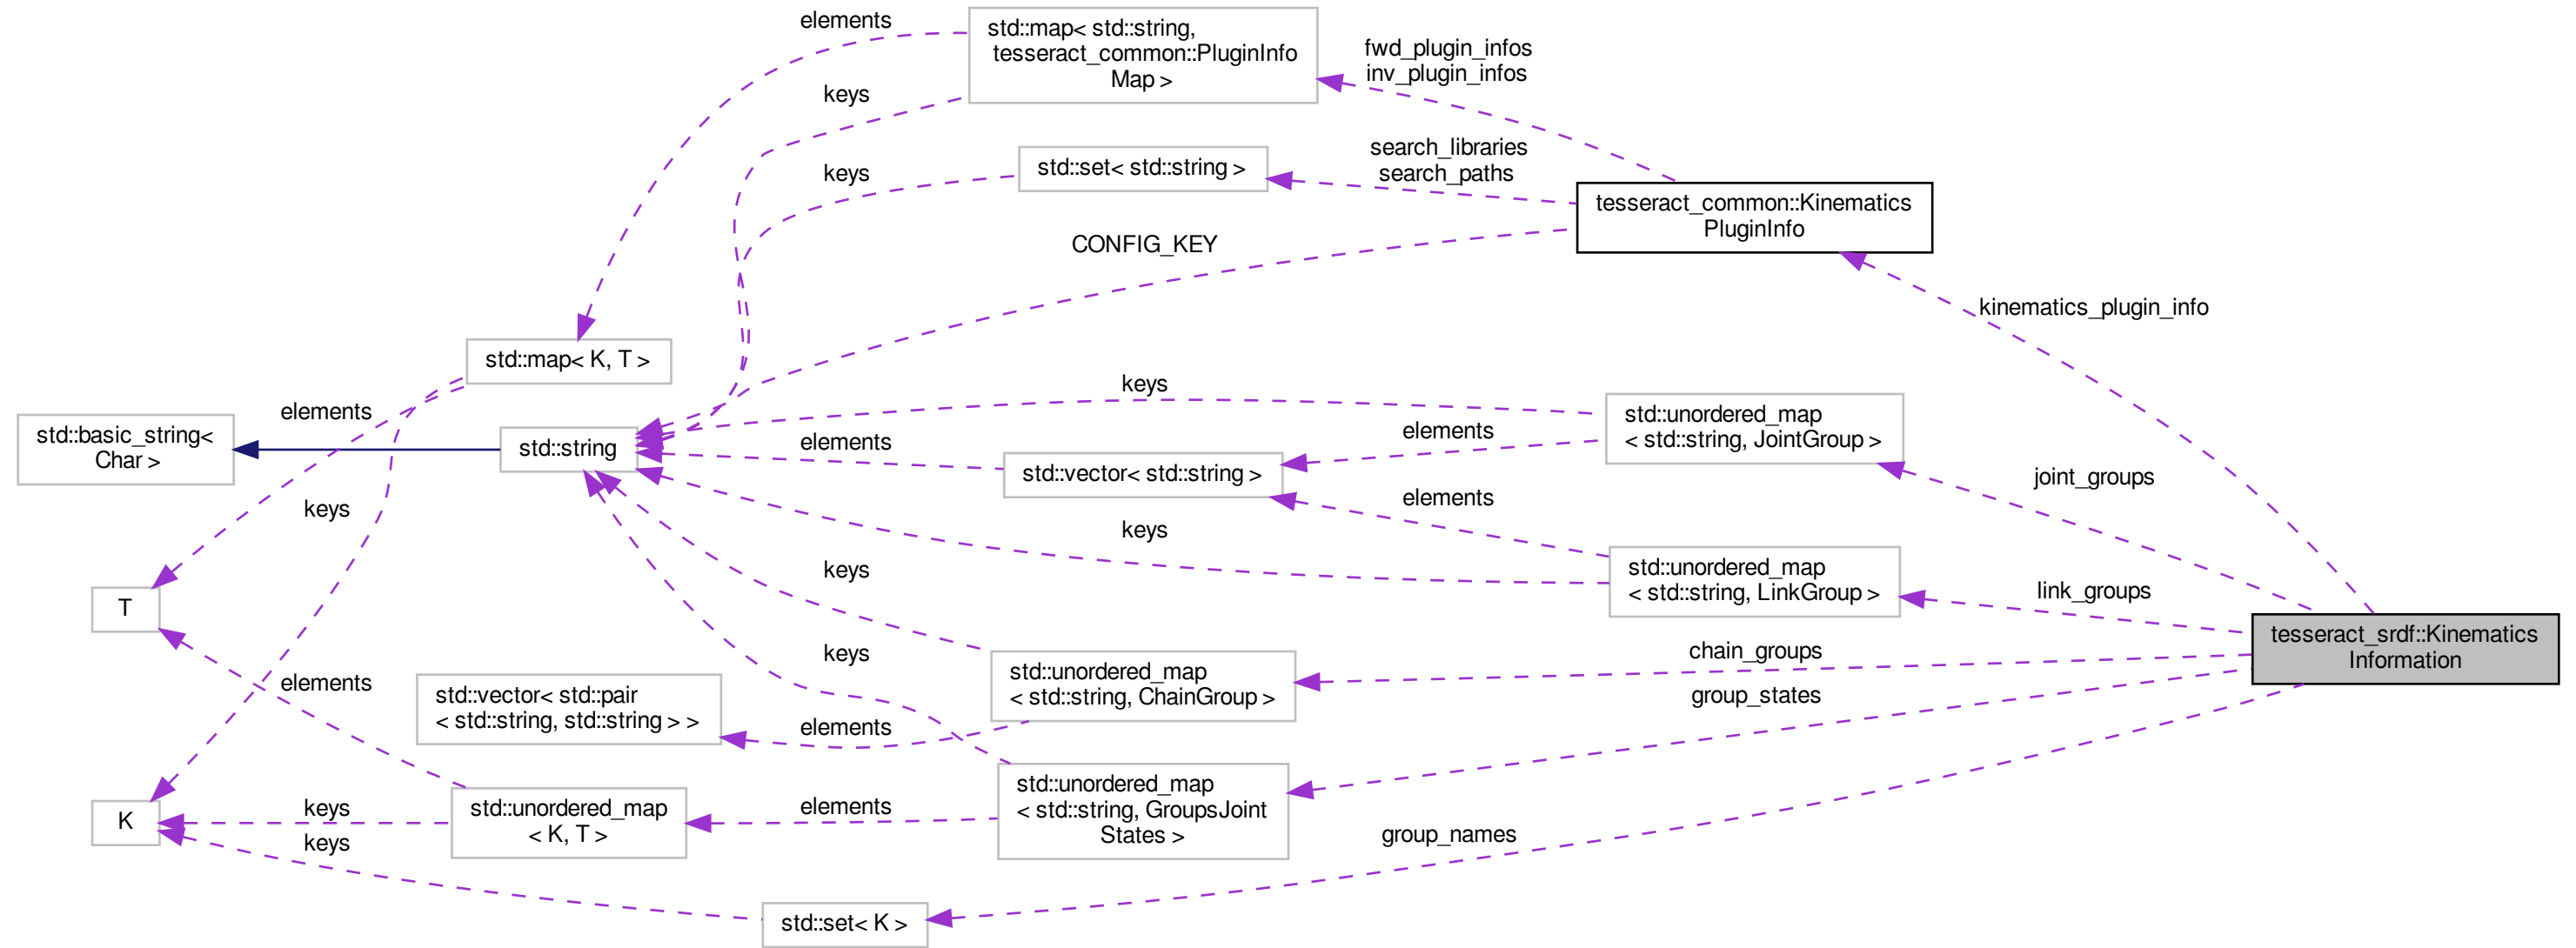 elements
std::map< std::string,
tesseract_common::PluginInfo
Map >
fwd_plugin_infos
inv_plugin_infos
keys
search_libraries
search_paths
keys
std::set< std::string >
tesseract_common::Kinematics
PluginInfo
CONFIG_KEY
kinematics_plugin_info
std::map< K, T >
keys
std::unordered_map
< std::string, JointGroup >
elements
std::basic_string<
Char >
std::string
elements
elements
std::vector< std::string >
joint_groups
elements
keys
keys
std::unordered_map
< std::string, LinkGroup >
keys
link_groups
T
tesseract_srdf::Kinematics
Information
keys
chain_groups
std::unordered_map
< std::string, ChainGroup >
elements
std::vector< std::pair
< std::string, std::string > >
group_states
elements
std::unordered_map
< std::string, GroupsJoint
States >
K
keys
std::unordered_map
< K, T >
elements
keys
group_names
std::set< K >